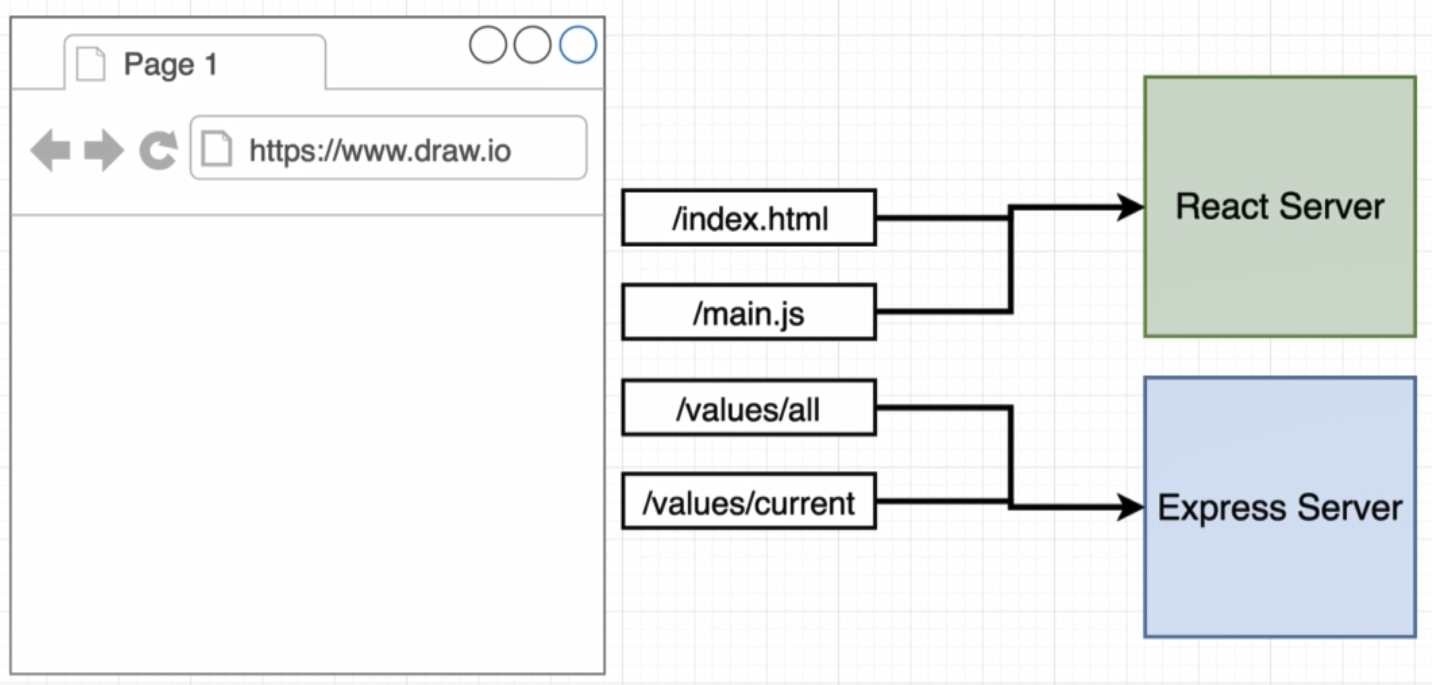 Page 1
https://www.draw.io
/index.html
/main.js
/values/all
/values/current
React Server
Express Server